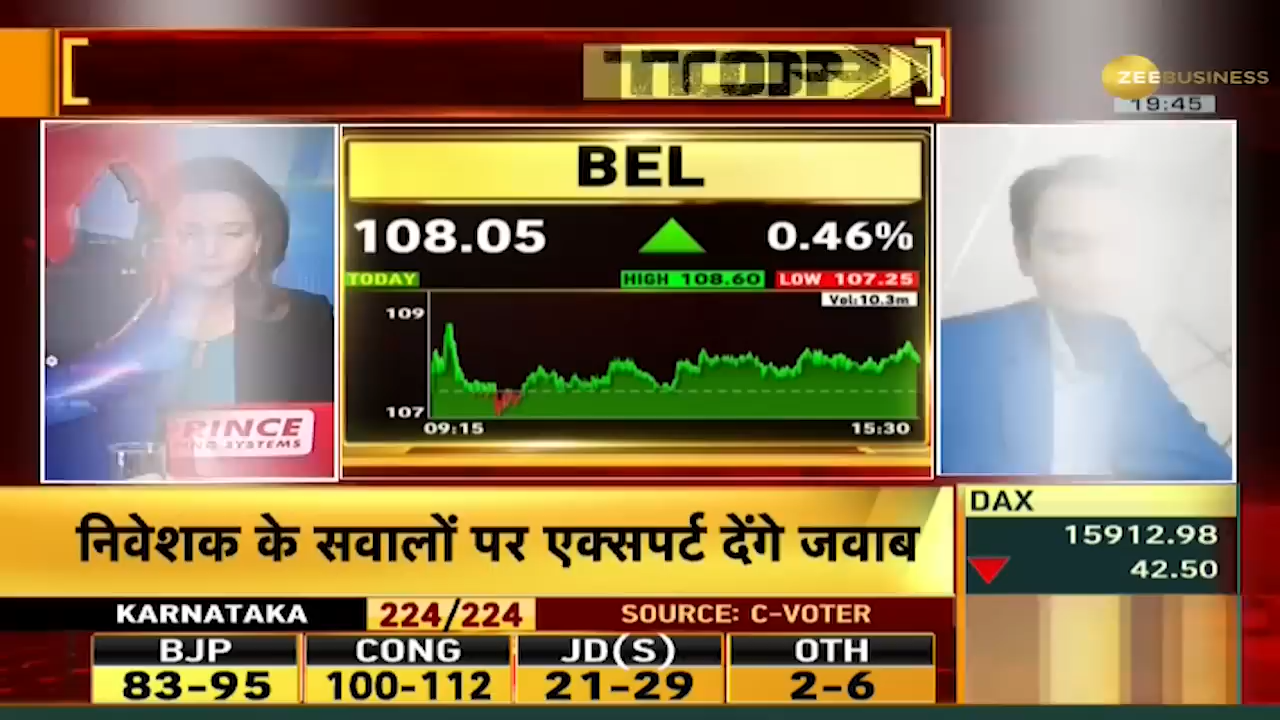 ZEEBUSINESS
19:45
BEL
108.05 0.46%
TODAY HIGH 108.60 LOW 107.25
Vol:10.3m
109
107
09:15 15:30
RINCE
SYSTEMS
निवेशक के सवालों पर एक्सपर्ट देंगे जवाब
DAX
15912.98
42.50
KARNATAKA 224/224 SOURCE: C-VOTER
BJP CONG JD(S) OTH
83-95 100-112 21-29 2-6